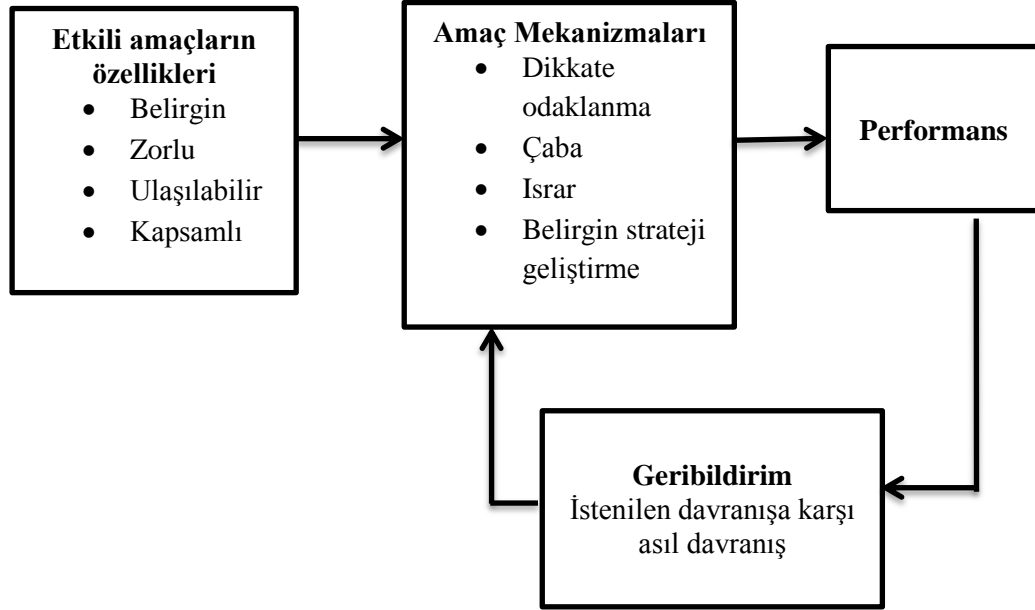 Etkili amaçların
özellikleri
• Belirgin
• Zorlu
• Ulaşılabilir
• Kapsamlı
Amaç Mekanizmaları
• Dikkate
odaklanma
• Çaba
• Israr
• Belirgin strateji
geliştirme
Performans
Geribildirim
İstenilen davranışa karşı
asıl davranış